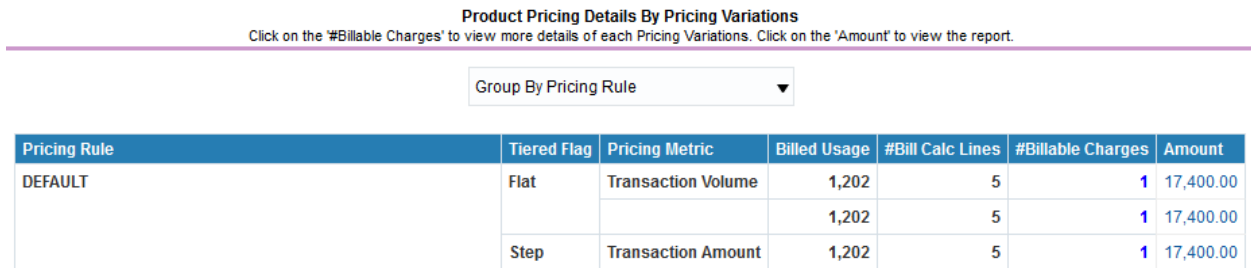 Product Pricing Details By Pricing Variations
Click on the '#Billable Charges' to view more details of each Pricing Variations. Click on the 'Amount' to view the report.
Group By Pricing Rule
Pricing Rule Tiered Flag Pricing Metric Billed Usage #Bill Calc Lines #Billable Charges Amount
DEFAULT Flat Transaction Volume 1,202 5 1 17,400.00
1,202 5 1 17,400.00
Step Transaction Amount 1,202 5 1 17,400.00